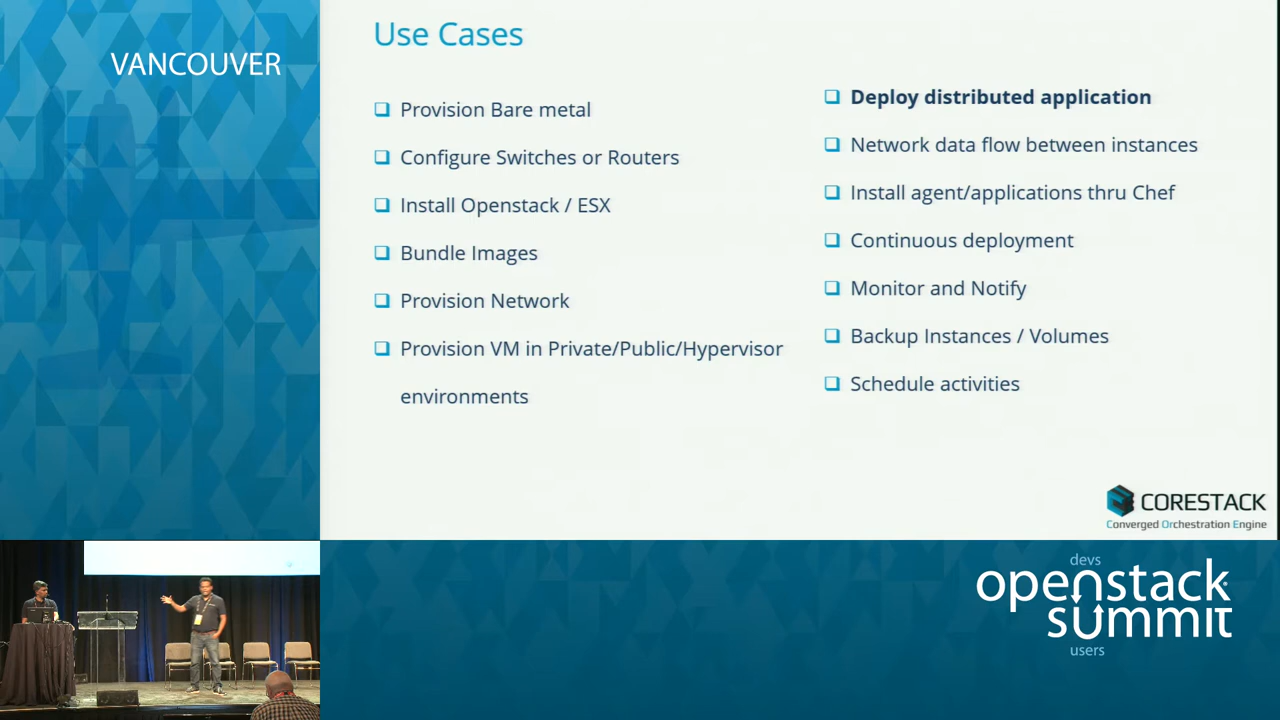 VANCOUVER
Use Cases
Provision Bare metal
Configure Switches or Routers
Install Openstack / ESX
Bundle Images
Provision Network
Provision VM in Private/Public/Hypervisor
environments
Deploy distributed application
Network data flow between instances
Install agent/applications thru Chef
Continuous deployment
Monitor and Notify
Backup Instances / Volumes
Schedule activities
CORESTACK
Converged Orchestration Engine
devs
openstack
summit
users